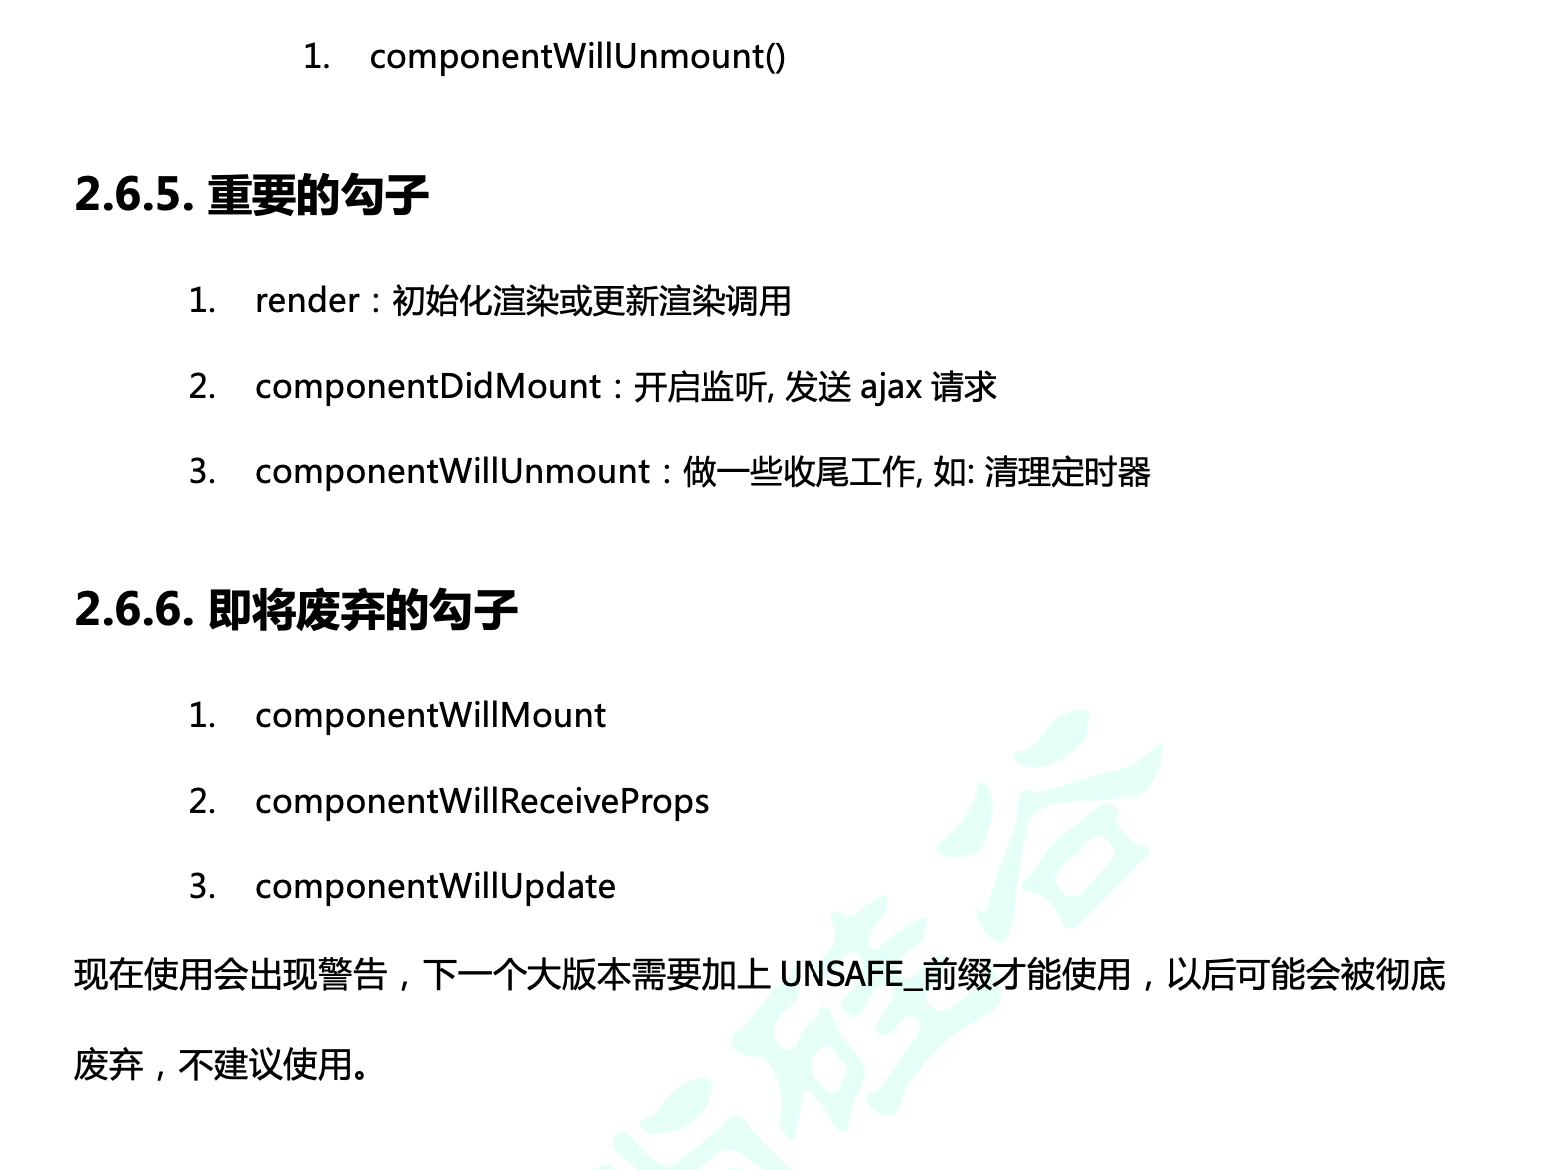 1. componentWillUnmount()
2.6.5. 重要的勾子
1. render：初始化渲染或更新渲染调用
2. componentDidMount：开启监听, 发送 ajax 请求
3. componentWillUnmount：做一些收尾工作, 如: 清理定时器
2.6.6. 即将废弃的勾子
1. componentWillMount
2. componentWillReceiveProps
3. componentWillUpdate
现在使用会出现警告，下一个大版本需要加上 UNSAFE_前缀才能使用，以后可能会被彻底
废弃，不建议使用。
硅谷